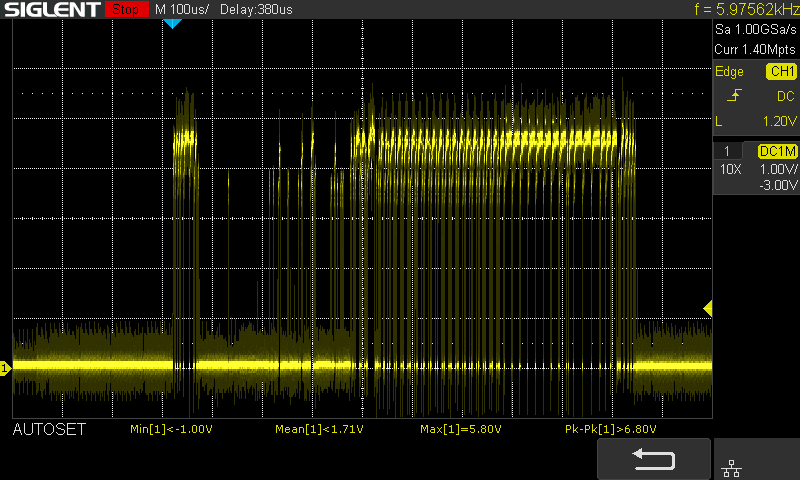 SIGLENT Stop M 100us/ Delay:380us f = 5.97562kHz
Sa 1.00GSa/s
Curr 1.40Mpts
Edge CH1
DC
L 1.20V
1 DC1M
10X 1.00V/
-3.00V
1
AUTOSET Min[1]<-1.00V Mean[1]<1.71V Max[1]=5.80V Pk-Pk[1]>6.80V